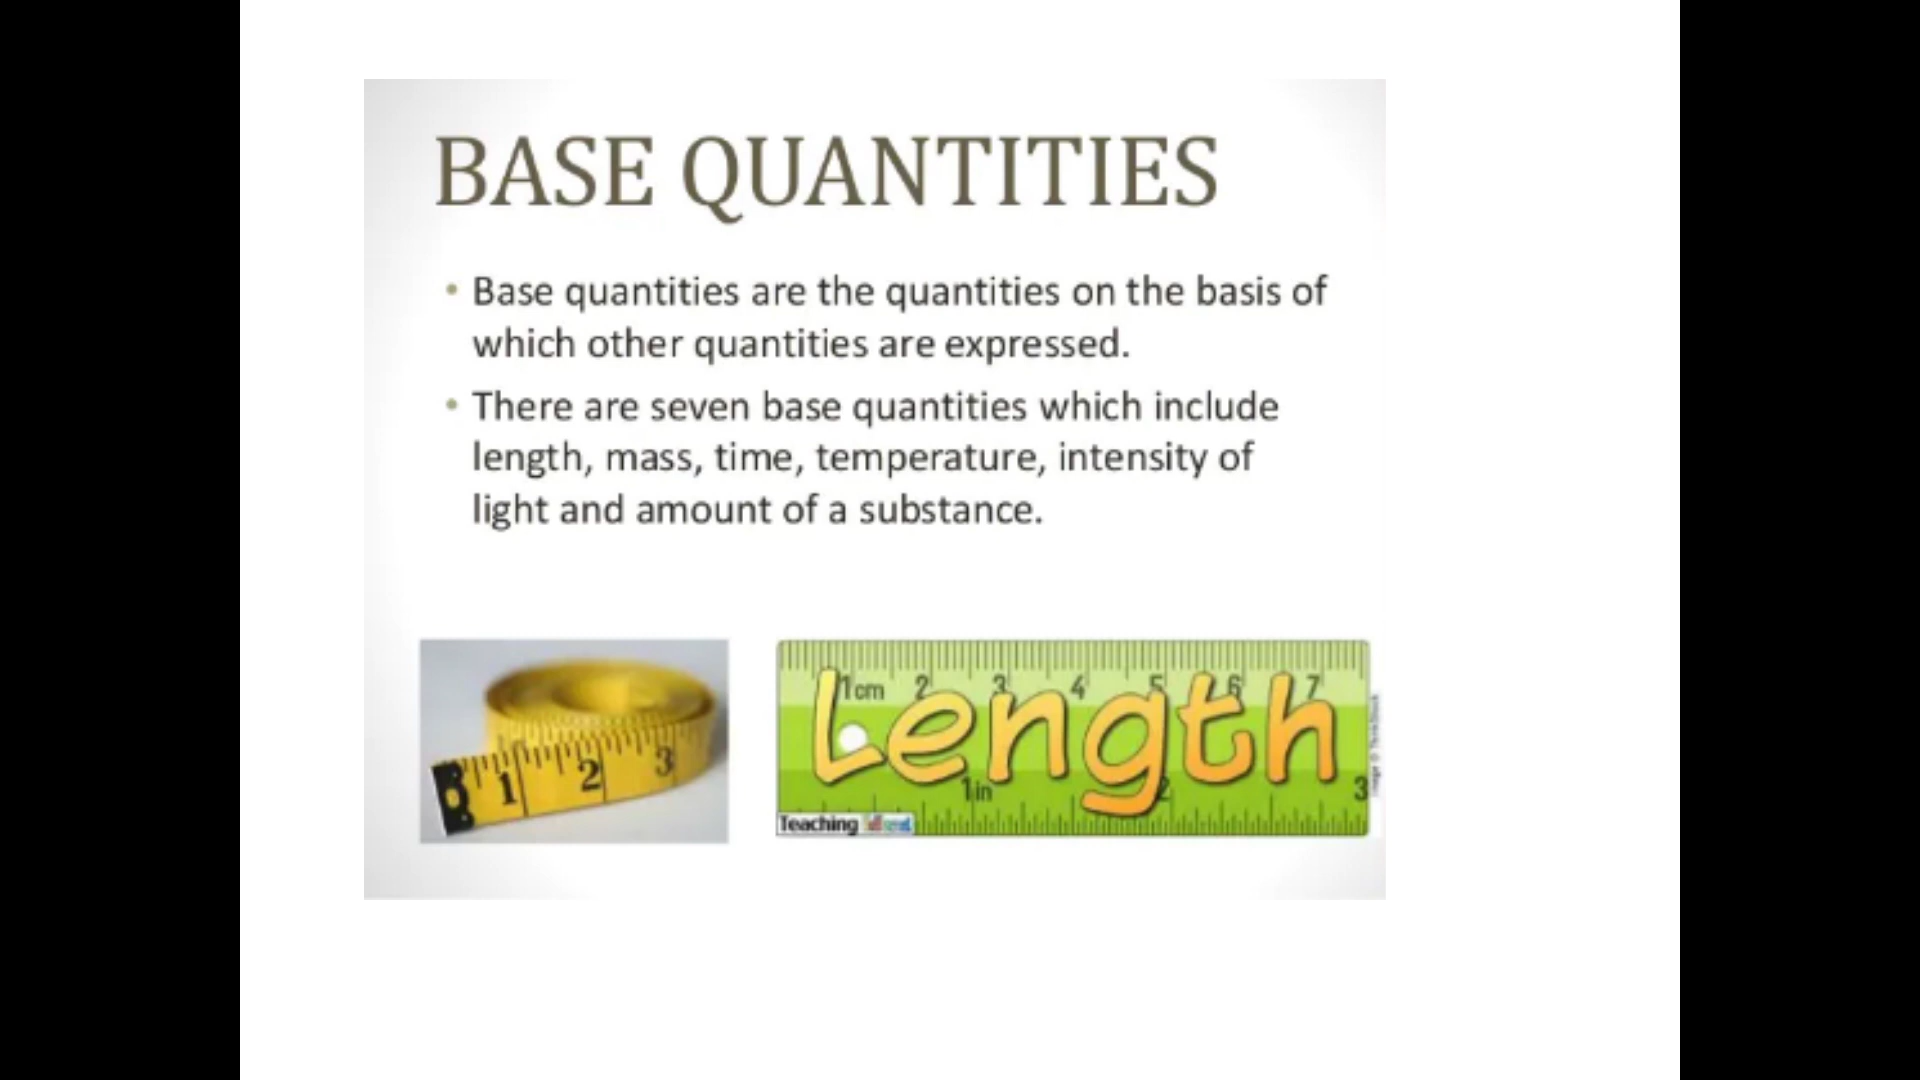 BASE QUANTITIES
• Base quantities are the quantities on the basis of
which other quantities are expressed.
• There are seven base quantities which include
length, mass, time, temperature, intensity of
light and amount of a substance.
1 2 3
1cm 2 3 4 5 6 7
Length
1in 2 3
Teaching